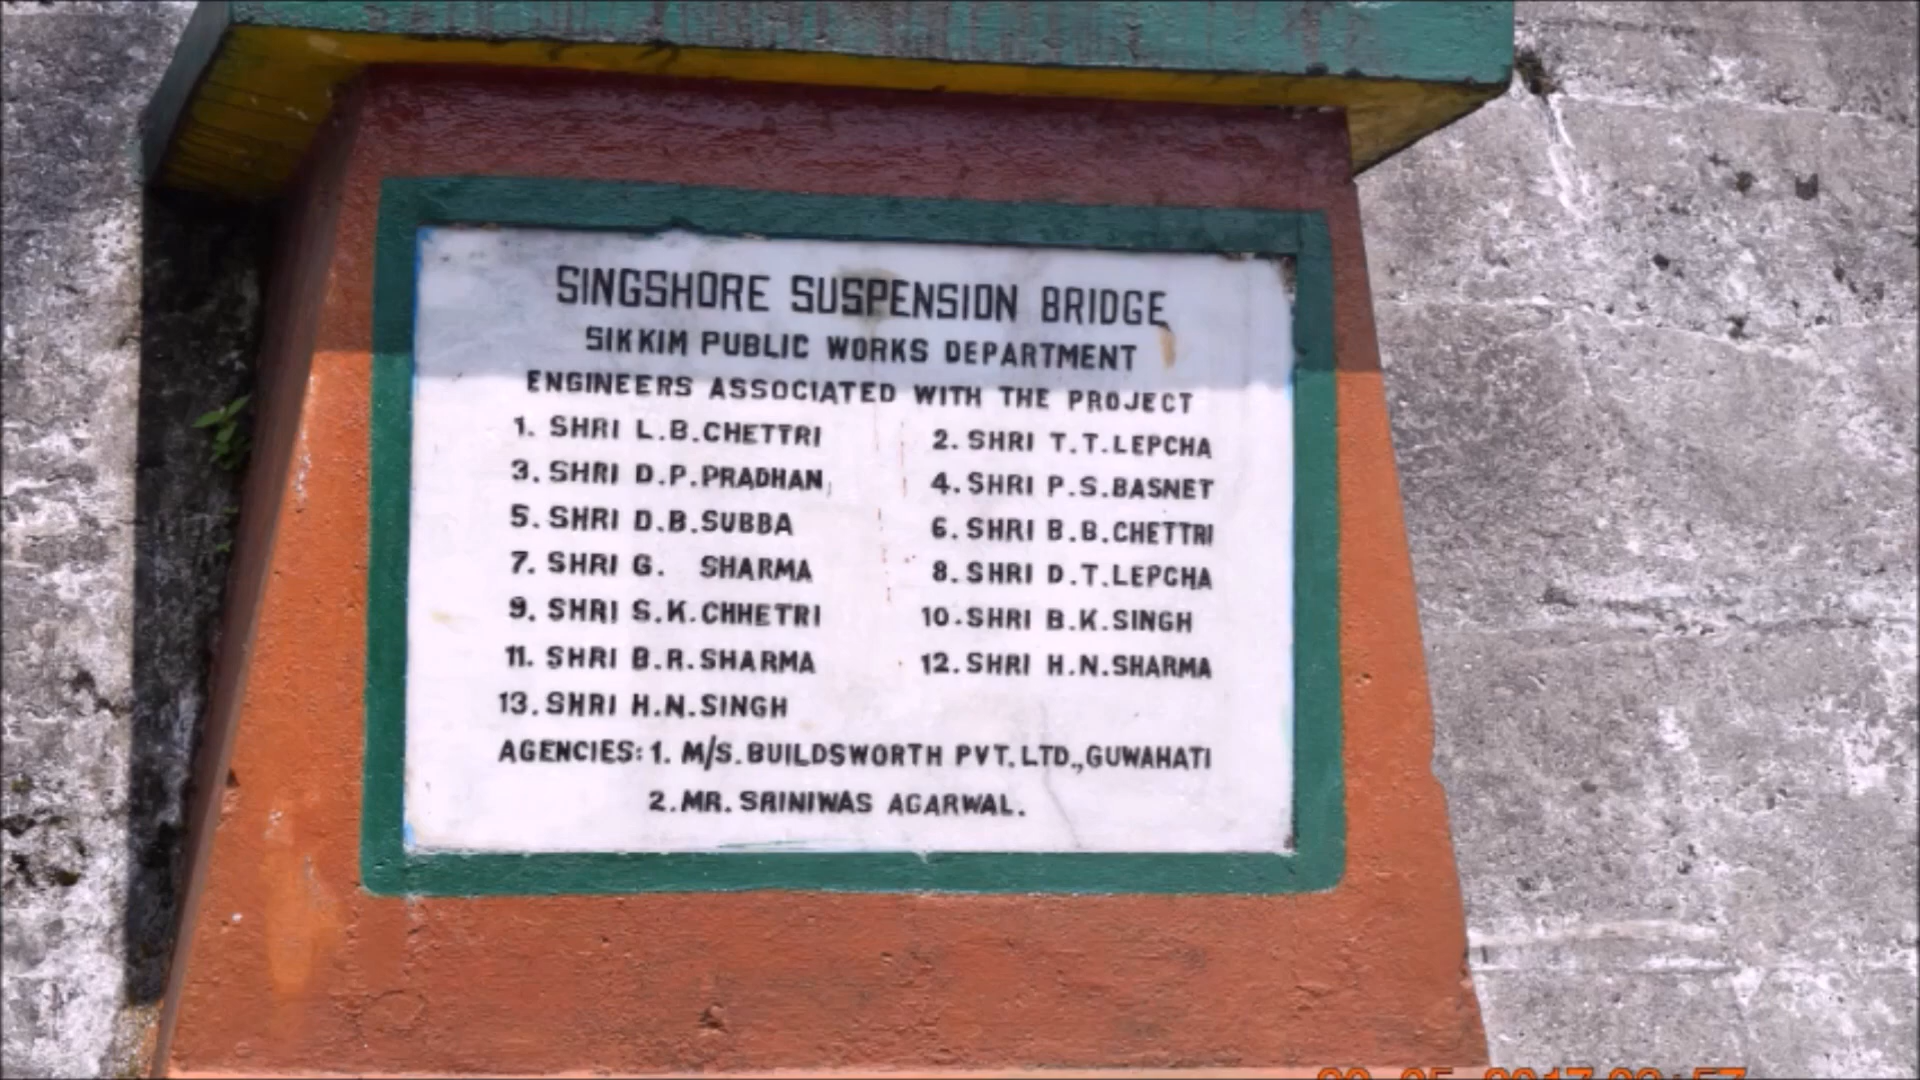 SINGSHORE SUSPENSION BRIDGE
SIKKIM PUBLIC WORKS DEPARTMENT
ENGINEERS ASSOCIATED WITH THE PROJECT
1. SHRI L.B.CHETTRI 2. SHRI T.T.LEPCHA
3. SHRI D.P.PRADHAN 4. SHRI P.S.BASNET
5. SHRI D.B.SUBBA 6. SHRI B.B.CHETTRI
7. SHRI G. SHARMA 8. SHRI D.T.LEPCHA
9. SHRI S.K.CHHETRI 10. SHRI B.K.SINGH
11. SHRI B.R.SHARMA 12. SHRI H.N.SHARMA
13. SHRI H.N.SINGH
AGENCIES: 1. M/S. BUILDSWORTH PVT. LTD., GUWAHATI
2. MR. SRINIWAS AGARWAL.